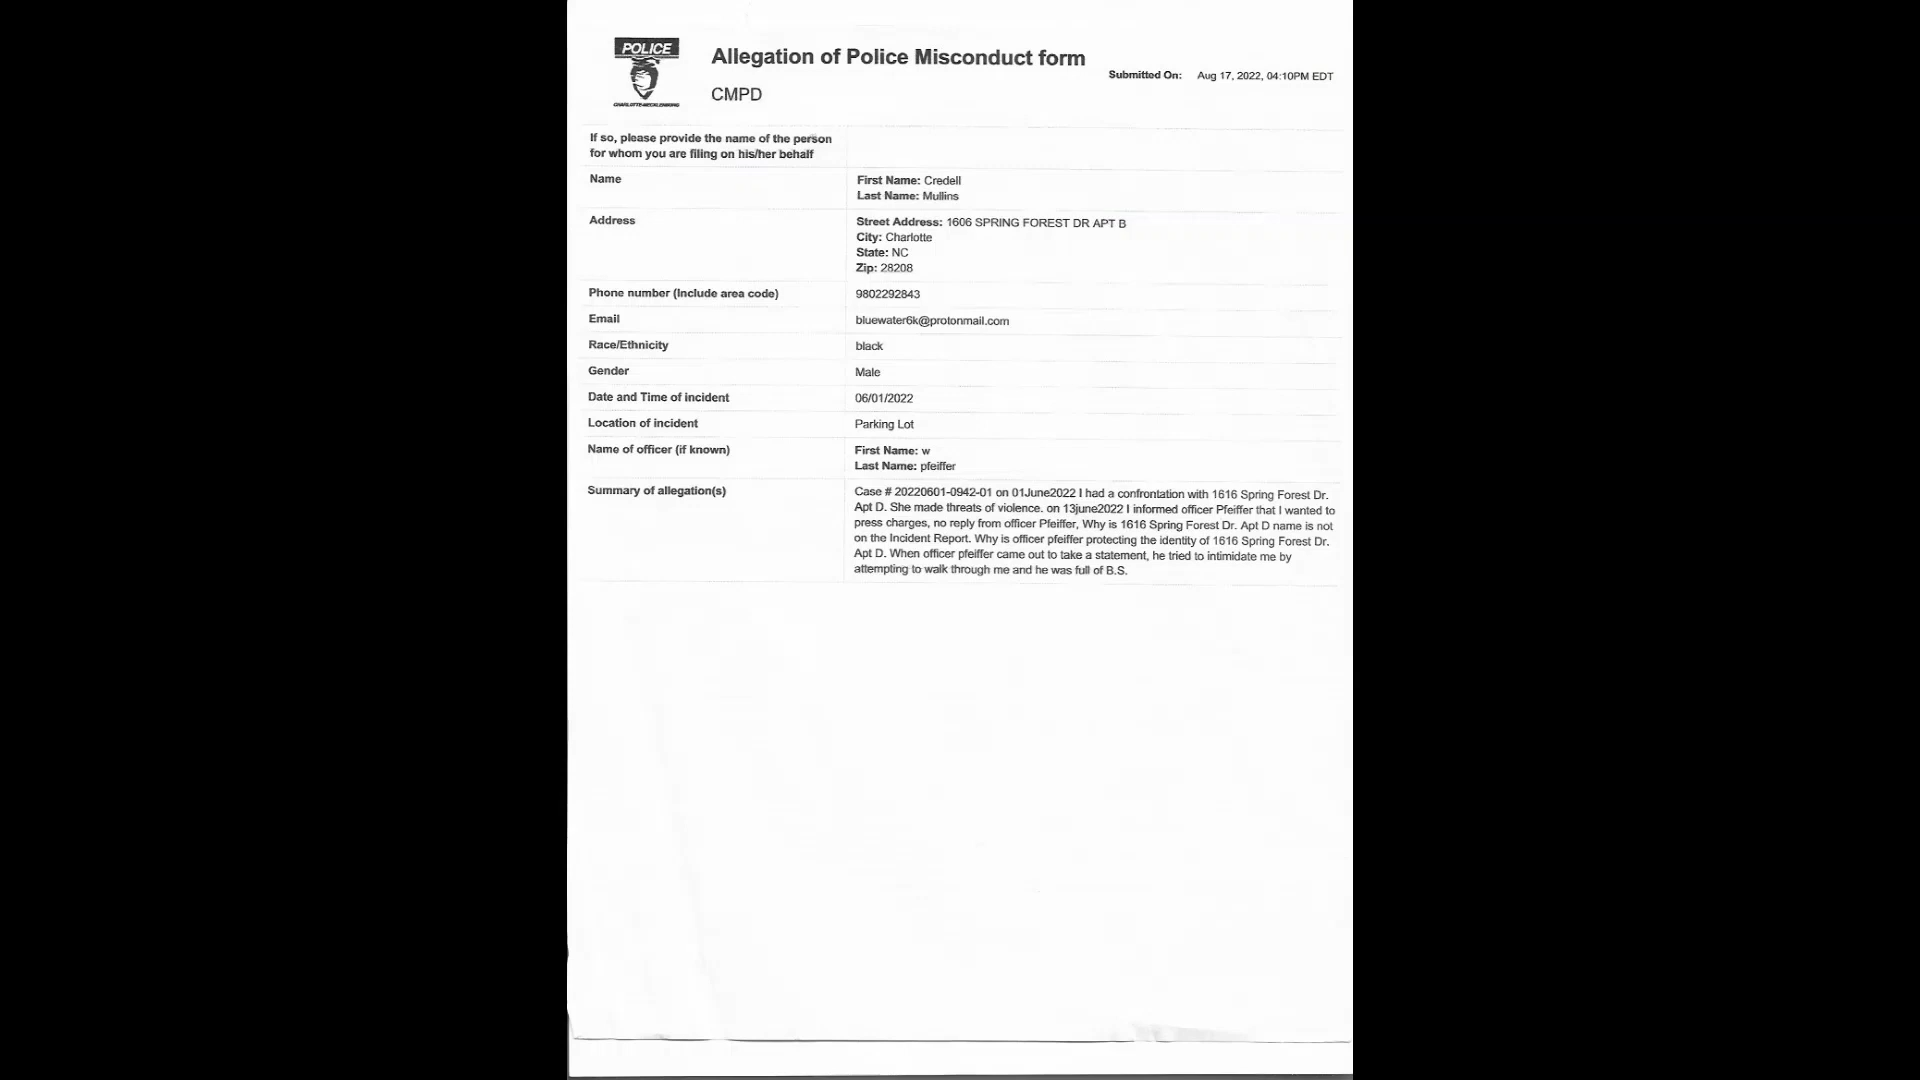 POLICE
CHARLOTTE-MECKLENBURG
Allegation of Police Misconduct form
Submitted On: Aug 17, 2022, 04:10PM EDT
CMPD
If so, please provide the name of the person
for whom you are filing on his/her behalf
Name
First Name: Credell
Last Name: Mullins
Address
Street Address: 1606 SPRING FOREST DR APT B
City: Charlotte
State: NC
Zip: 28208
Phone number (Include area code) 9802292843
Email bluewater6k@protonmail.com
Race/Ethnicity black
Gender Male
Date and Time of incident 06/01/2022
Location of incident Parking Lot
Name of officer (if known)
First Name: w
Last Name: pfeiffer
Summary of allegation(s)
Case # 20220601-0942-01 on 01June2022 I had a confrontation with 1616 Spring Forest Dr.
Apt D. She made threats of violence. on 13june2022 I informed officer Pfeiffer that I wanted to
press charges, no reply from officer Pfeiffer, Why is 1616 Spring Forest Dr. Apt D name is not
on the Incident Report. Why is officer pfeiffer protecting the identity of 1616 Spring Forest Dr.
Apt D. When officer pfeiffer came out to take a statement, he tried to intimidate me by
attempting to walk through me and he was full of B.S.